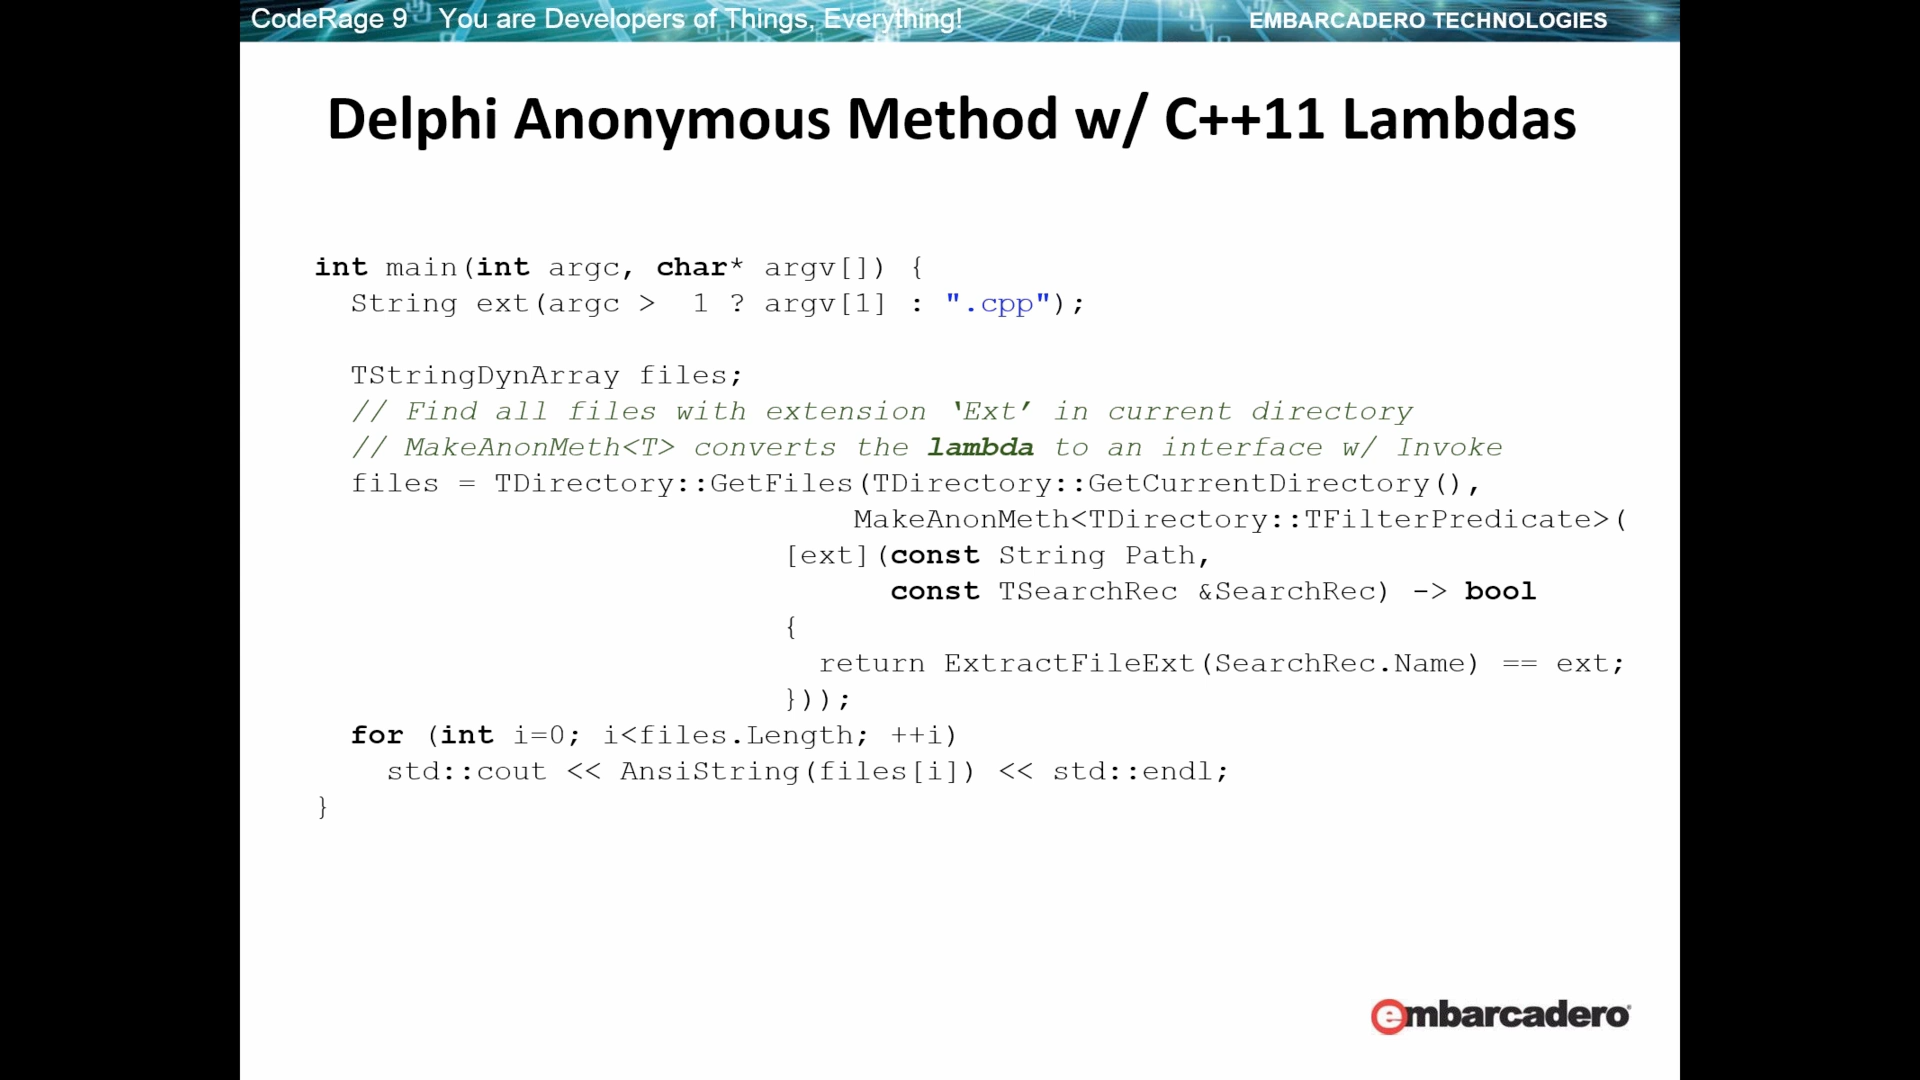 CodeRage 9 You are Developers of Things, Everything!
EMBARCADERO TECHNOLOGIES
Delphi Anonymous Method w/ C++11 Lambdas
int main(int argc, char* argv[]) {
  String ext(argc >  1 ? argv[1] : ".cpp");
  TStringDynArray files;
  // Find all files with extension ‘Ext’ in current directory
  // MakeAnonMeth<T> converts the lambda to an interface w/ Invoke
  files = TDirectory::GetFiles(TDirectory::GetCurrentDirectory(),
                              MakeAnonMeth<TDirectory::TFilterPredicate>(
                          [ext](const String Path,
                                const TSearchRec &SearchRec) -> bool
                          {
                            return ExtractFileExt(SearchRec.Name) == ext;
                          }));
  for (int i=0; i<files.Length; ++i)
    std::cout << AnsiString(files[i]) << std::endl;
}
embarcadero